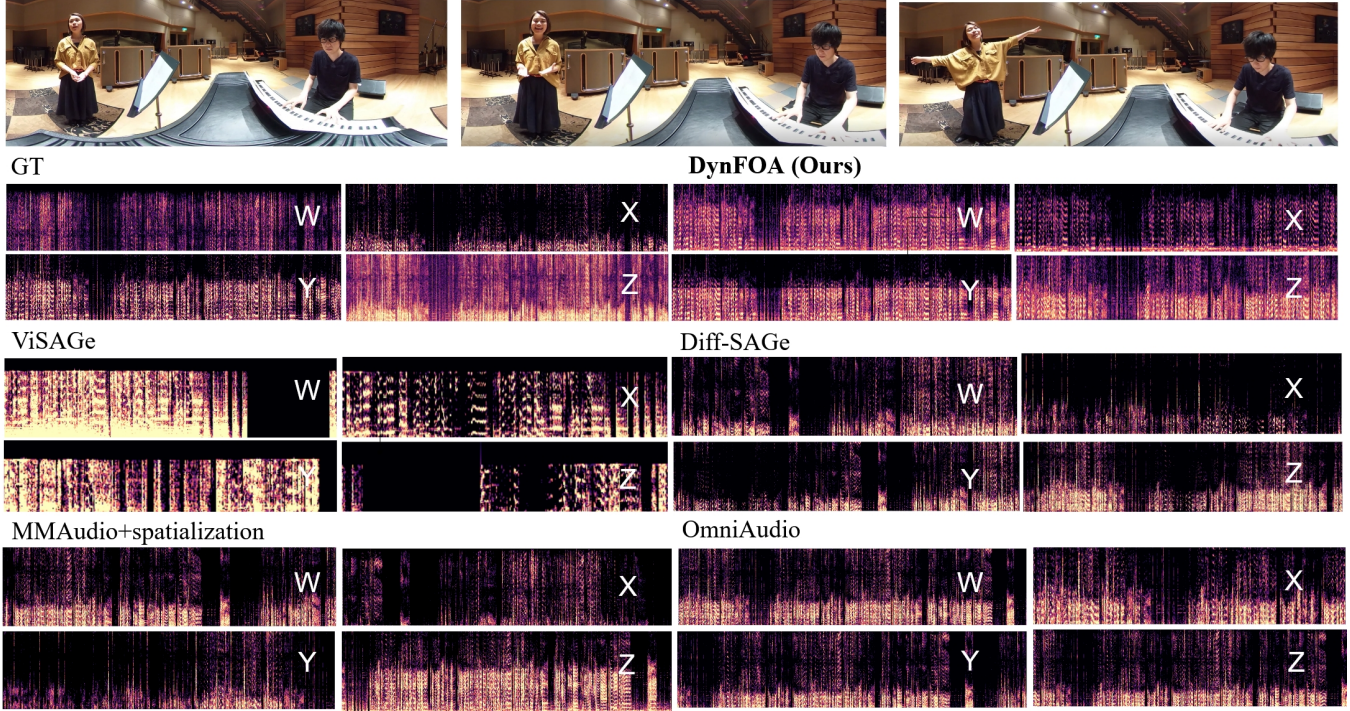 GT
DynFOA (Ours)
W
X
W
X
Y
Z
Y
Z
ViSAGe
Diff-SAGe
W
X
W
X
Y
Z
Y
Z
MMAudio+spatialization
OmniAudio
W
X
W
X
Y
Z
Y
Z